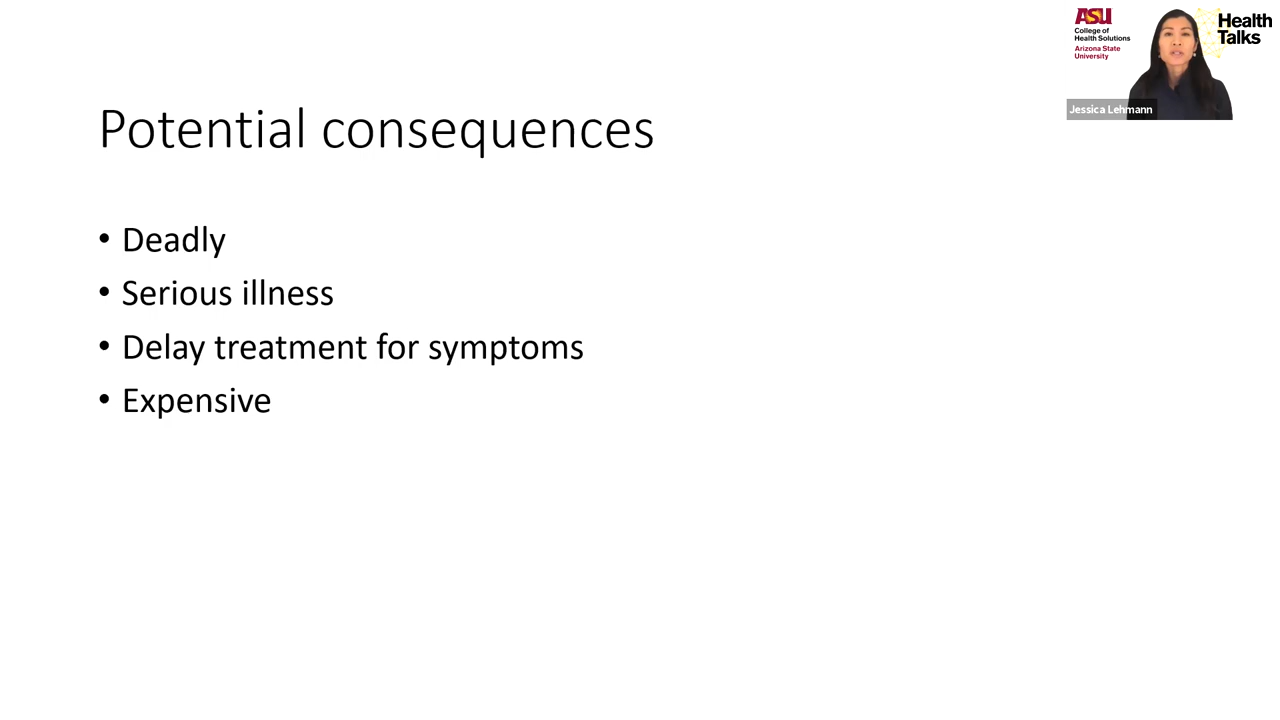 ASU
College of
Health Solutions
Arizona State
University
Health
Talks
Jessica Lehmann
Potential consequences
• Deadly
• Serious illness
• Delay treatment for symptoms
• Expensive